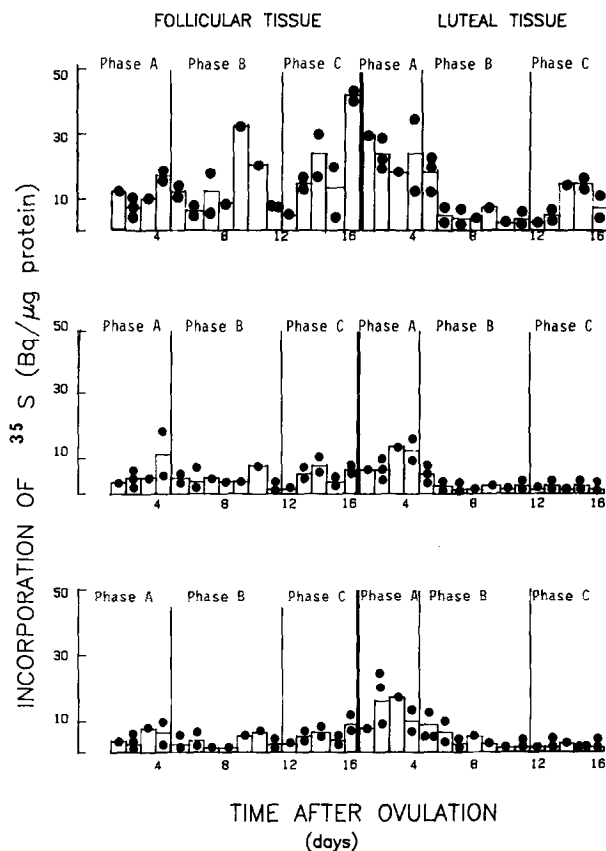 FOLLICULAR TISSUE LUTEAL TISSUE
Phase A Phase B Phase C Phase A Phase B Phase C
50
30
10
4 8 12 16 4 8 12 16
Phase A Phase B Phase C Phase A Phase B Phase C
50
30
10
4 8 12 16 4 8 12 16
Phase A Phase B Phase C Phase A Phase B Phase C
50
30
10
4 8 12 16 4 8 12 16
INCORPORATION OF 35 S (Bq/μg protein)
TIME AFTER OVULATION
(days)